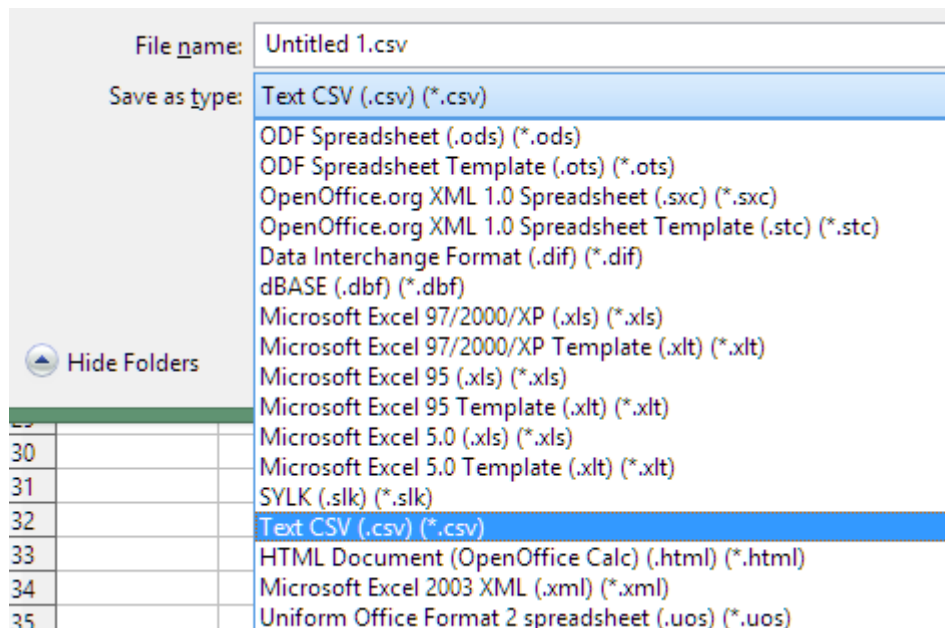 File name: Untitled 1.csv
Save as type: Text CSV (.csv) (*.csv)
ODF Spreadsheet (.ods) (*.ods)
ODF Spreadsheet Template (.ots) (*.ots)
OpenOffice.org XML 1.0 Spreadsheet (.sxc) (*.sxc)
OpenOffice.org XML 1.0 Spreadsheet Template (.stc) (*.stc)
Data Interchange Format (.dif) (*.dif)
dBASE (.dbf) (*.dbf)
Microsoft Excel 97/2000/XP (.xls) (*.xls)
Microsoft Excel 97/2000/XP Template (.xlt) (*.xlt)
Hide Folders
Microsoft Excel 95 (.xls) (*.xls)
Microsoft Excel 95 Template (.xlt) (*.xlt)
Microsoft Excel 5.0 (.xls) (*.xls)
30
Microsoft Excel 5.0 Template (.xlt) (*.xlt)
31
SYLK (.slk) (*.slk)
32
Text CSV (.csv) (*.csv)
33
HTML Document (OpenOffice Calc) (.html) (*.html)
34
Microsoft Excel 2003 XML (.xml) (*.xml)
35
Uniform Office Format 2 spreadsheet (.uos) (*.uos)